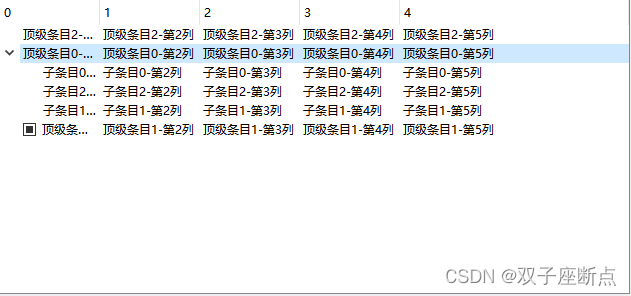 0 1 2 3 4
顶级条目2-... 顶级条目2-第2列 顶级条目2-第3列 顶级条目2-第4列 顶级条目2-第5列
顶级条目0-... 顶级条目0-第2列 顶级条目0-第3列 顶级条目0-第4列 顶级条目0-第5列
子条目0... 子条目0-第2列 子条目0-第3列 子条目0-第4列 子条目0-第5列
子条目2... 子条目2-第2列 子条目2-第3列 子条目2-第4列 子条目2-第5列
子条目1... 子条目1-第2列 子条目1-第3列 子条目1-第4列 子条目1-第5列
顶级条... 顶级条目1-第2列 顶级条目1-第3列 顶级条目1-第4列 顶级条目1-第5列
CSDN @双子座断点